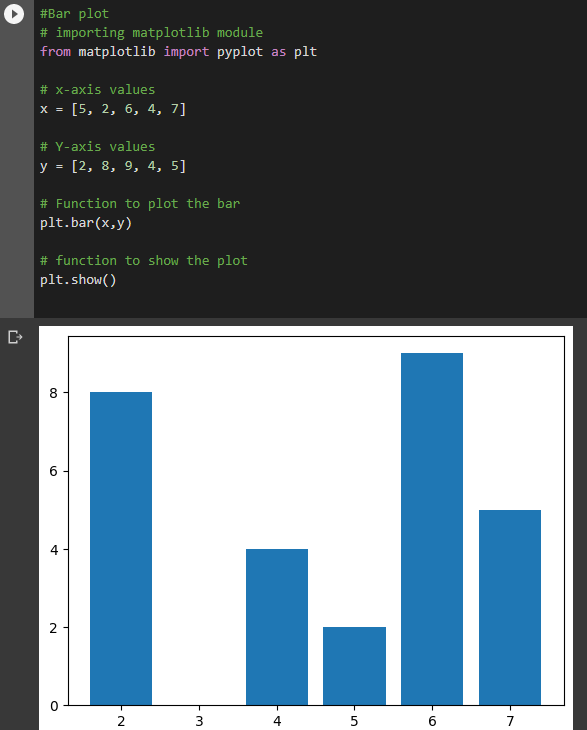 #Bar plot
# importing matplotlib module
from matplotlib import pyplot as plt
# x-axis values
x = [5, 2, 6, 4, 7]
# Y-axis values
y = [2, 8, 9, 4, 5]
# Function to plot the bar
plt.bar(x,y)
# function to show the plot
plt.show()
8
6
4
2
0
2 3 4 5 6 7